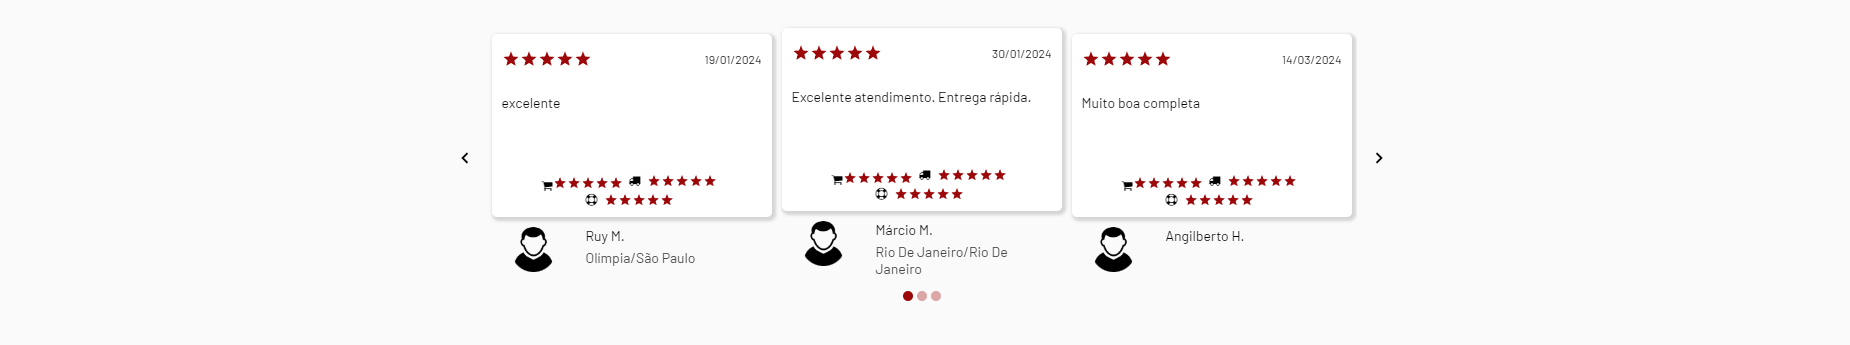 19/01/2024
excelente
Ruy M.
Olímpia/São Paulo
30/01/2024
Excelente atendimento. Entrega rápida.
Márcio M.
Rio De Janeiro/Rio De
Janeiro
14/03/2024
Muito boa completa
Angilberto H.